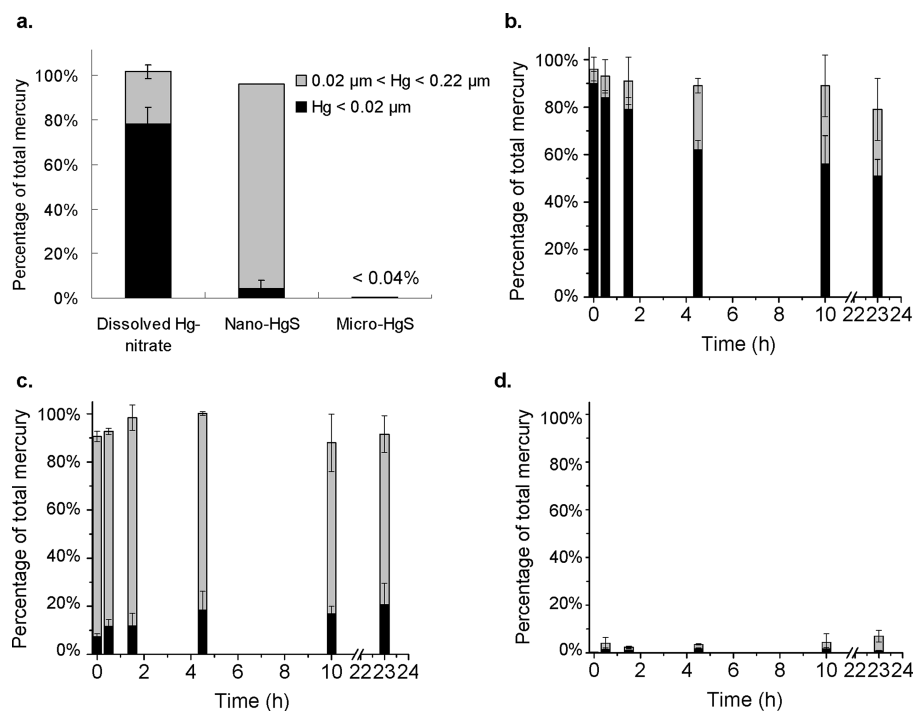 a.
Percentage of total mercury
100%
80%
60%
40%
20%
0%
0.02 µm < Hg < 0.22 µm
Hg < 0.02 µm
< 0.04%
Dissolved Hg-
nitrate
Nano-HgS
Micro-HgS
b.
Percentage of total mercury
100%
80%
60%
40%
20%
0%
0 2 4 6 8 10 22 23 24
Time (h)
c.
Percentage of total mercury
100%
80%
60%
40%
20%
0%
0 2 4 6 8 10 22 23 24
Time (h)
d.
Percentage of total mercury
100%
80%
60%
40%
20%
0%
0 2 4 6 8 10 22 23 24
Time (h)